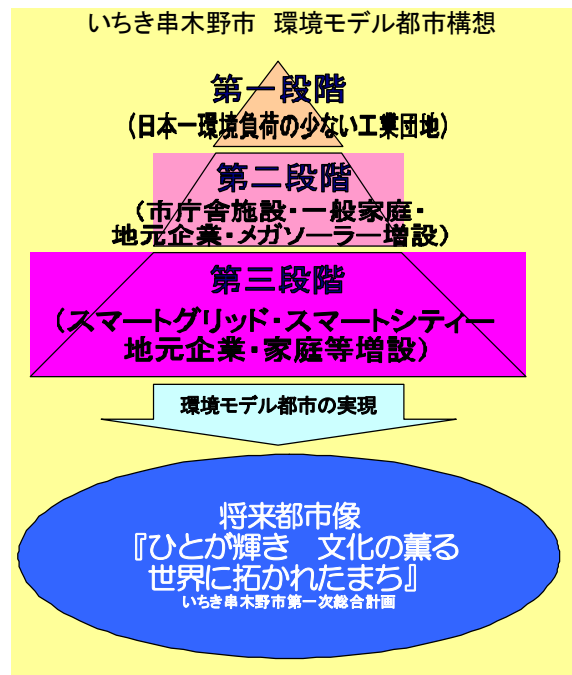 いちき串木野市　環境モデル都市構想
第一段階
（日本一環境負荷の少ない工業団地）
第二段階
（市庁舎施設・一般家庭・
地元企業・メガソーラー増設）
第三段階
（スマートグリッド・スマートシティー
地元企業・家庭等増設）
環境モデル都市の実現
将来都市像
『ひとが輝き　文化の薫る
世界に拓かれたまち』
いちき串木野市第一次総合計画